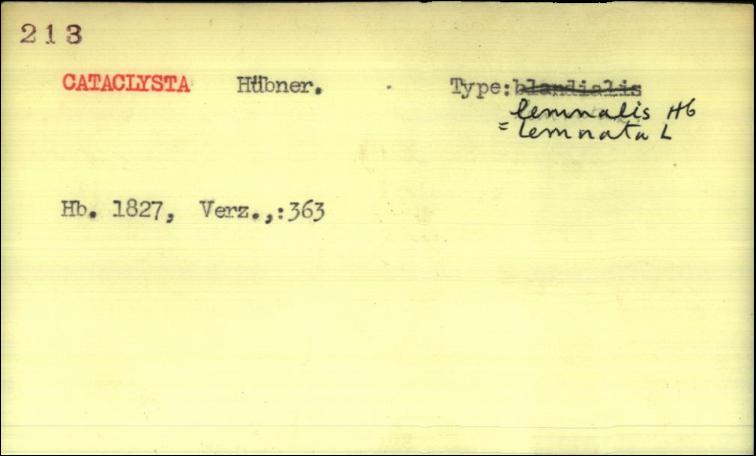 213
CATACLYSTA Hübner. Type: blandialis
lemnalis Hb
= lemnata L
Hb. 1827, Verz.,:363